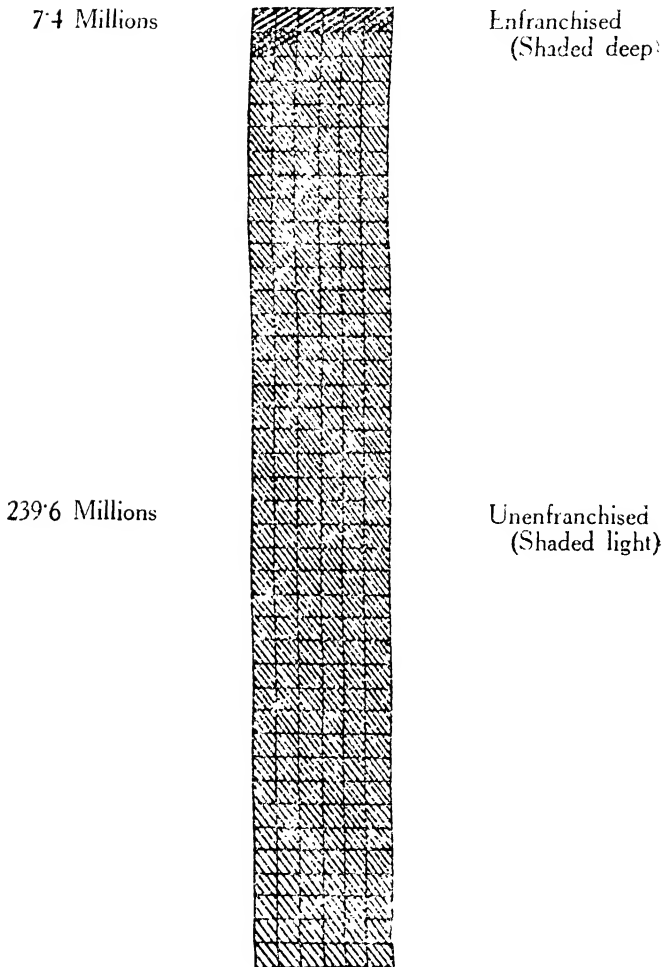 7·4 Millions
Enfranchised
(Shaded deep)
239·6 Millions
Unenfranchised
(Shaded light)